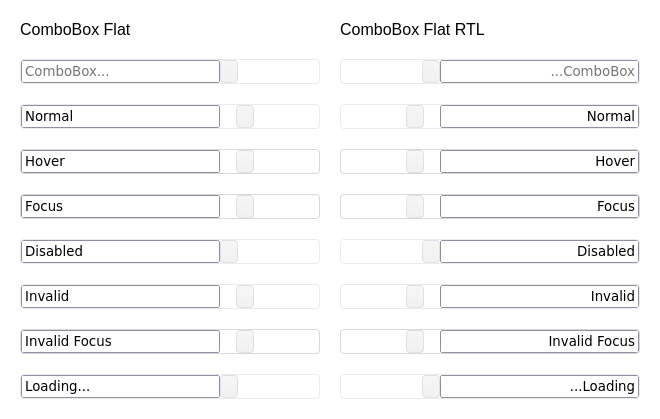 ComboBox Flat
ComboBox...
Normal
Hover
Focus
Disabled
Invalid
Invalid Focus
Loading...
ComboBox Flat RTL
...ComboBox
Normal
Hover
Focus
Disabled
Invalid
Invalid Focus
...Loading